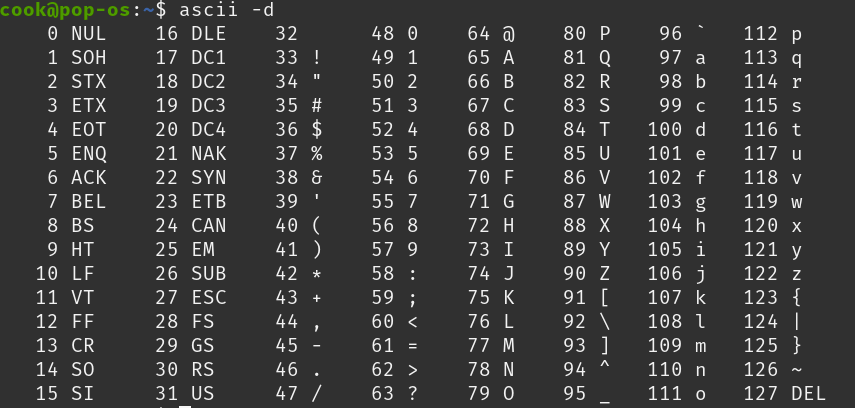 cook@pop-os:~$ ascii -d
0 NUL 16 DLE 32 48 0 64 @ 80 P 96 ` 112 p
1 SOH 17 DC1 33 ! 49 1 65 A 81 Q 97 a 113 q
2 STX 18 DC2 34 " 50 2 66 B 82 R 98 b 114 r
3 ETX 19 DC3 35 # 51 3 67 C 83 S 99 c 115 s
4 EOT 20 DC4 36 $ 52 4 68 D 84 T 100 d 116 t
5 ENQ 21 NAK 37 % 53 5 69 E 85 U 101 e 117 u
6 ACK 22 SYN 38 & 54 6 70 F 86 V 102 f 118 v
7 BEL 23 ETB 39 ' 55 7 71 G 87 W 103 g 119 w
8 BS 24 CAN 40 ( 56 8 72 H 88 X 104 h 120 x
9 HT 25 EM 41 ) 57 9 73 I 89 Y 105 i 121 y
10 LF 26 SUB 42 * 58 : 74 J 90 Z 106 j 122 z
11 VT 27 ESC 43 + 59 ; 75 K 91 [ 107 k 123 {
12 FF 28 FS 44 , 60 < 76 L 92 \ 108 l 124 |
13 CR 29 GS 45 - 61 = 77 M 93 ] 109 m 125 }
14 SO 30 RS 46 . 62 > 78 N 94 ^ 110 n 126 ~
15 SI 31 US 47 / 63 ? 79 O 95 _ 111 o 127 DEL